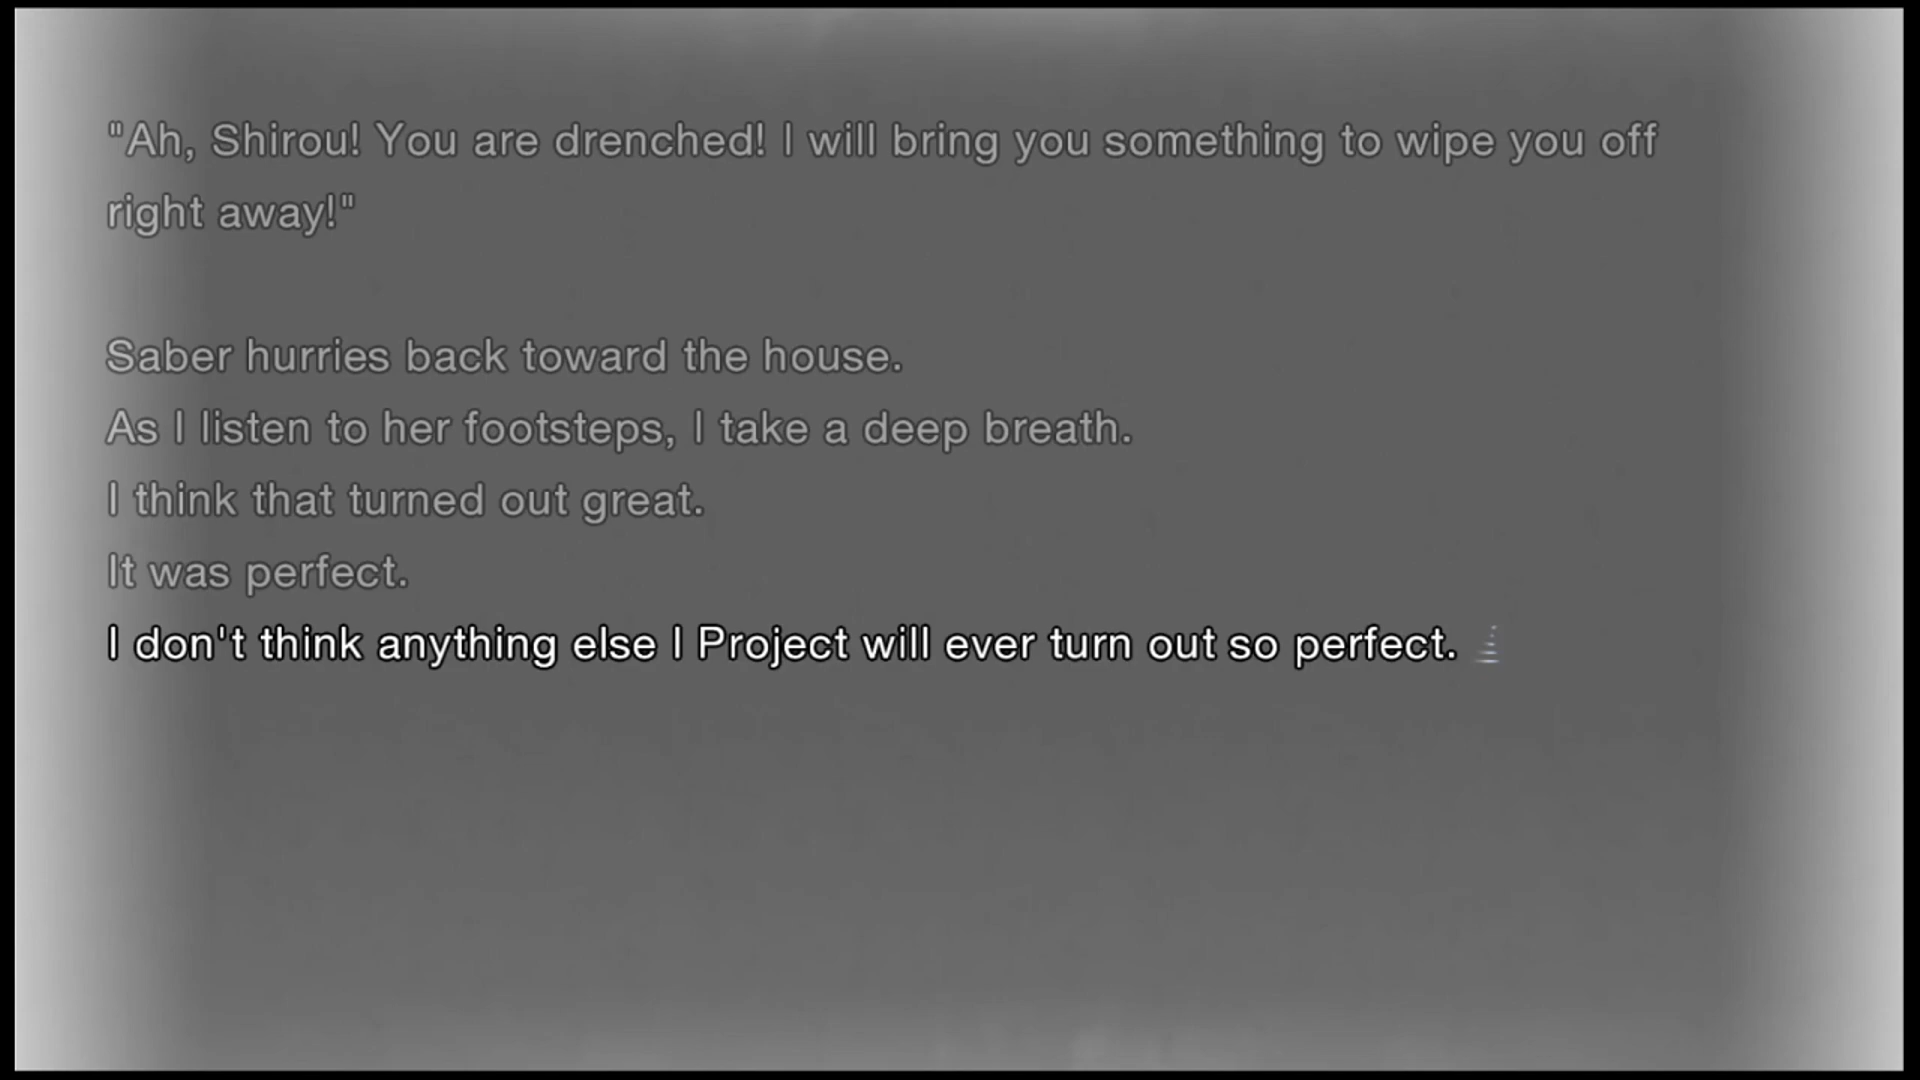 "Ah, Shirou! You are drenched! I will bring you something to wipe you off
right away!"
Saber hurries back toward the house.
As I listen to her footsteps, I take a deep breath.
I think that turned out great.
It was perfect.
I don't think anything else I Project will ever turn out so perfect.